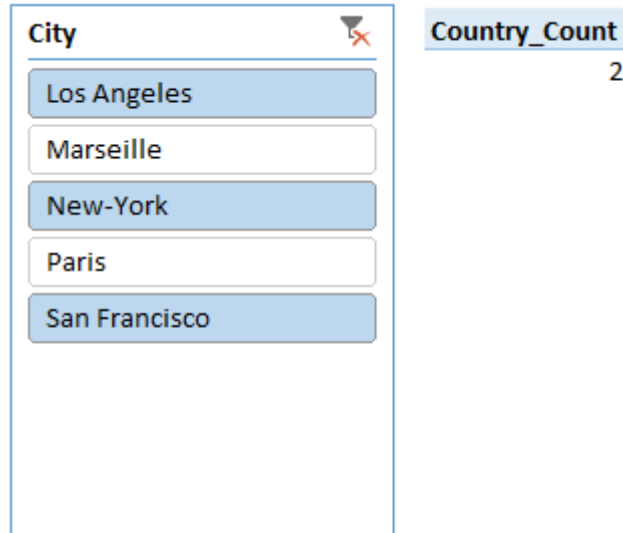 City
Los Angeles
Marseille
New-York
Paris
San Francisco
Country_Count
2